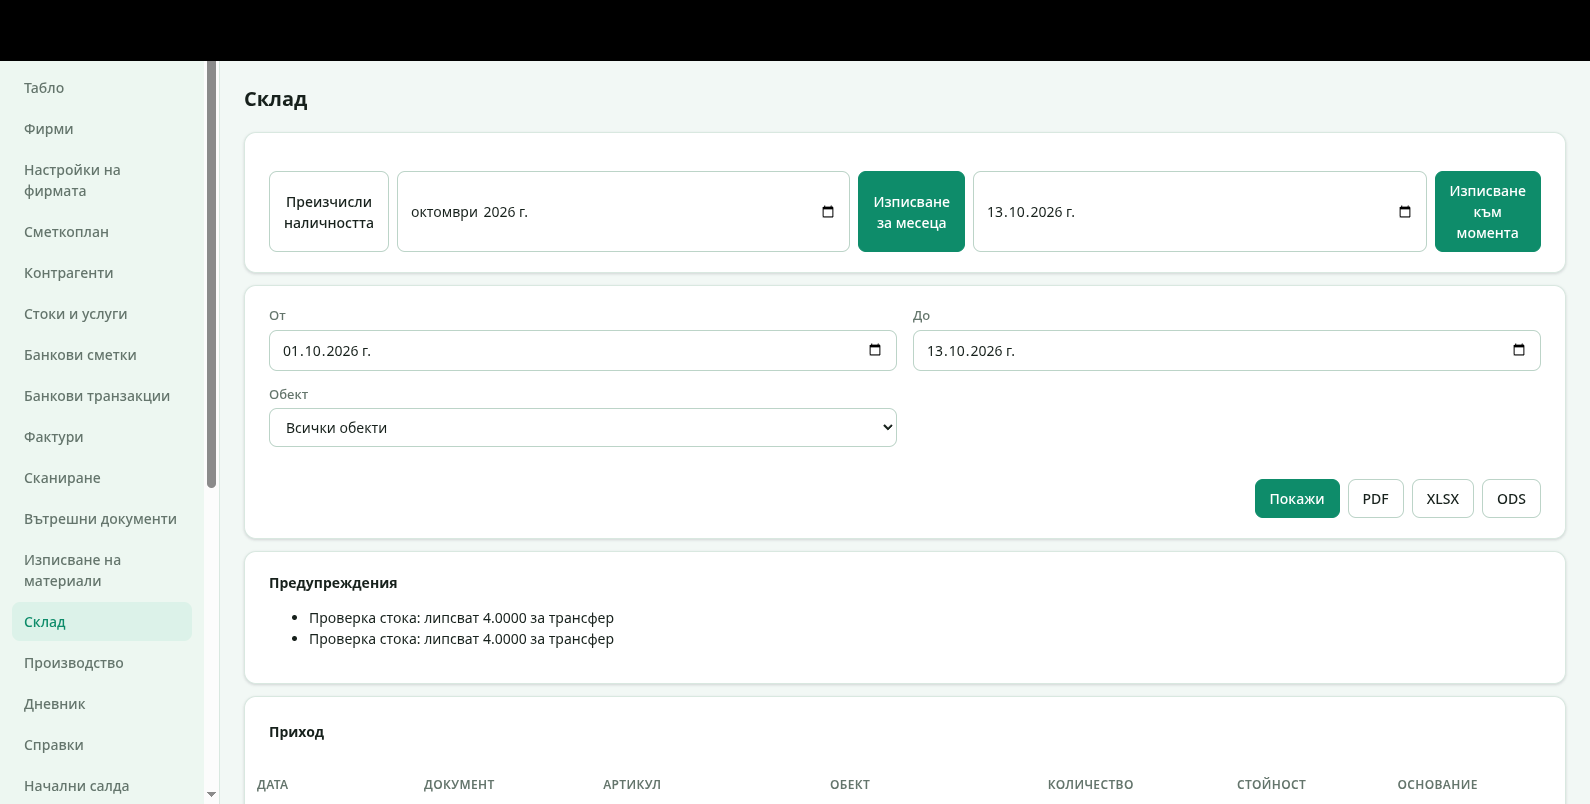 Табло
Фирми
Настройки на
фирмата
Сметкоплан
Контрагенти
Стоки и услуги
Банкови сметки
Банкови транзакции
Фактури
Сканиране
Вътрешни документи
Изписване на
материали
Склад
Производство
Дневник
Справки
Начални салда
Склад
Преизчисли
наличността
октомври 2026 г.
Изписване
за месеца
13.10.2026 г.
Изписване
към
момента
От
До
01.10.2026 г.
13.10.2026 г.
Обект
Всички обекти
Покажи
PDF
XLSX
ODS
Предупреждения
Проверка стока: липсват 4.0000 за трансфер
Проверка стока: липсват 4.0000 за трансфер
Приход
ДАТА ДОКУМЕНТ АРТИКУЛ ОБЕКТ КОЛИЧЕСТВО СТОЙНОСТ ОСНОВАНИЕ